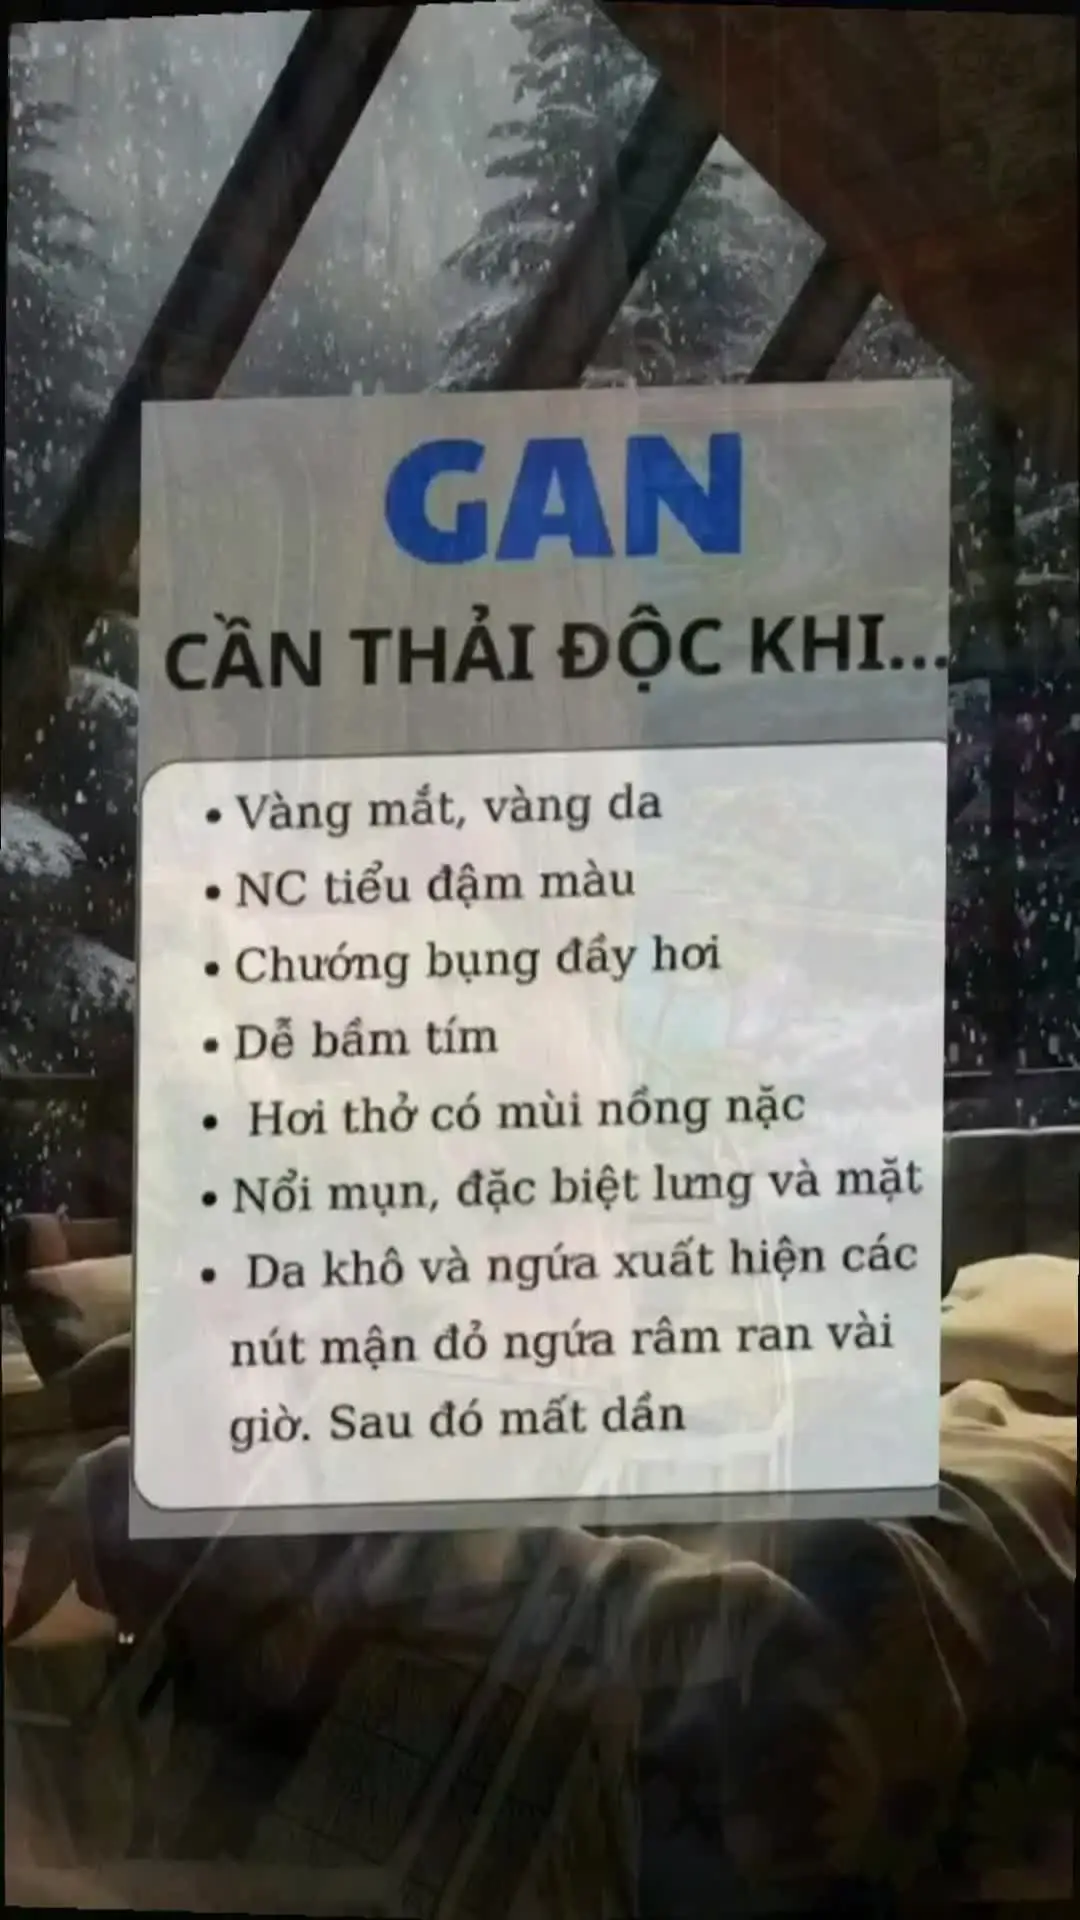 GAN
CẦN THẢI ĐỘC KHI...
• Vàng mắt, vàng da
• NC tiểu đậm màu
• Chướng bụng đầy hơi
• Dễ bầm tím
• Hơi thở có mùi nồng nặc
• Nổi mụn, đặc biệt lưng và mặt
• Da khô và ngứa xuất hiện các
nút mận đỏ ngứa râm ran vài
giờ. Sau đó mất dần